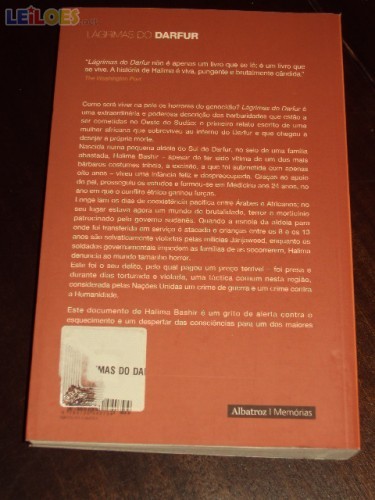 LEiLOES.net
LÁGRIMAS DO DARFUR
"Lágrimas do Darfur não é apenas um livro que se lê; é um livro que
se vive. A história de Halima é viva, pungente e brutalmente cândida."
The Washington Post
Como será viver na pele os horrores do genocídio? Lágrimas do Darfur é
uma extraordinária e poderosa descrição das barbaridades que estão a
ser cometidas no Oeste do Sudão; o primeiro relato escrito de uma
mulher africana que sobreviveu ao inferno do Darfur e que chegou a
desejar a própria morte.
Nascida numa pequena aldeia do Sul do Darfur, no seio de uma família
abastada, Halima Bashir – apesar de ter sido vítima de um dos mais
bárbaros costumes tribais, a excisão, a que foi submetida com apenas
oito anos – viveu uma infância feliz e despreocupada. Graças ao apoio
do pai, prosseguiu os estudos e formou-se em Medicina aos 24 anos, no
ano em que o conflito étnico ganhou forças.
Longe iam os dias de coexistência pacífica entre Árabes e Africanos; no
seu lugar estava agora um mundo de brutalidade, terror e morticínio
patrocinado pelo governo sudanês. Quando a escola da aldeia para
onde foi transferida em serviço é atacada e crianças entre os 8 e os 13
anos são selvaticamente violadas pelas milícias Janjaweed, enquanto os
soldados governamentais impedem as famílias de as socorrerem, Halima
denuncia ao mundo tamanho horror.
Este foi o seu delito, pelo qual pagou um preço terrível – foi presa e
durante dias torturada e violada, uma táctica comum nesta região,
considerada pelas Nações Unidas um crime de guerra e um crime contra
a Humanidade.
Este documento de Halima Bashir é um grito de alerta contra o
esquecimento e um despertar das consciências para um dos maiores
MAS DO DAR
Albatroz | Memórias